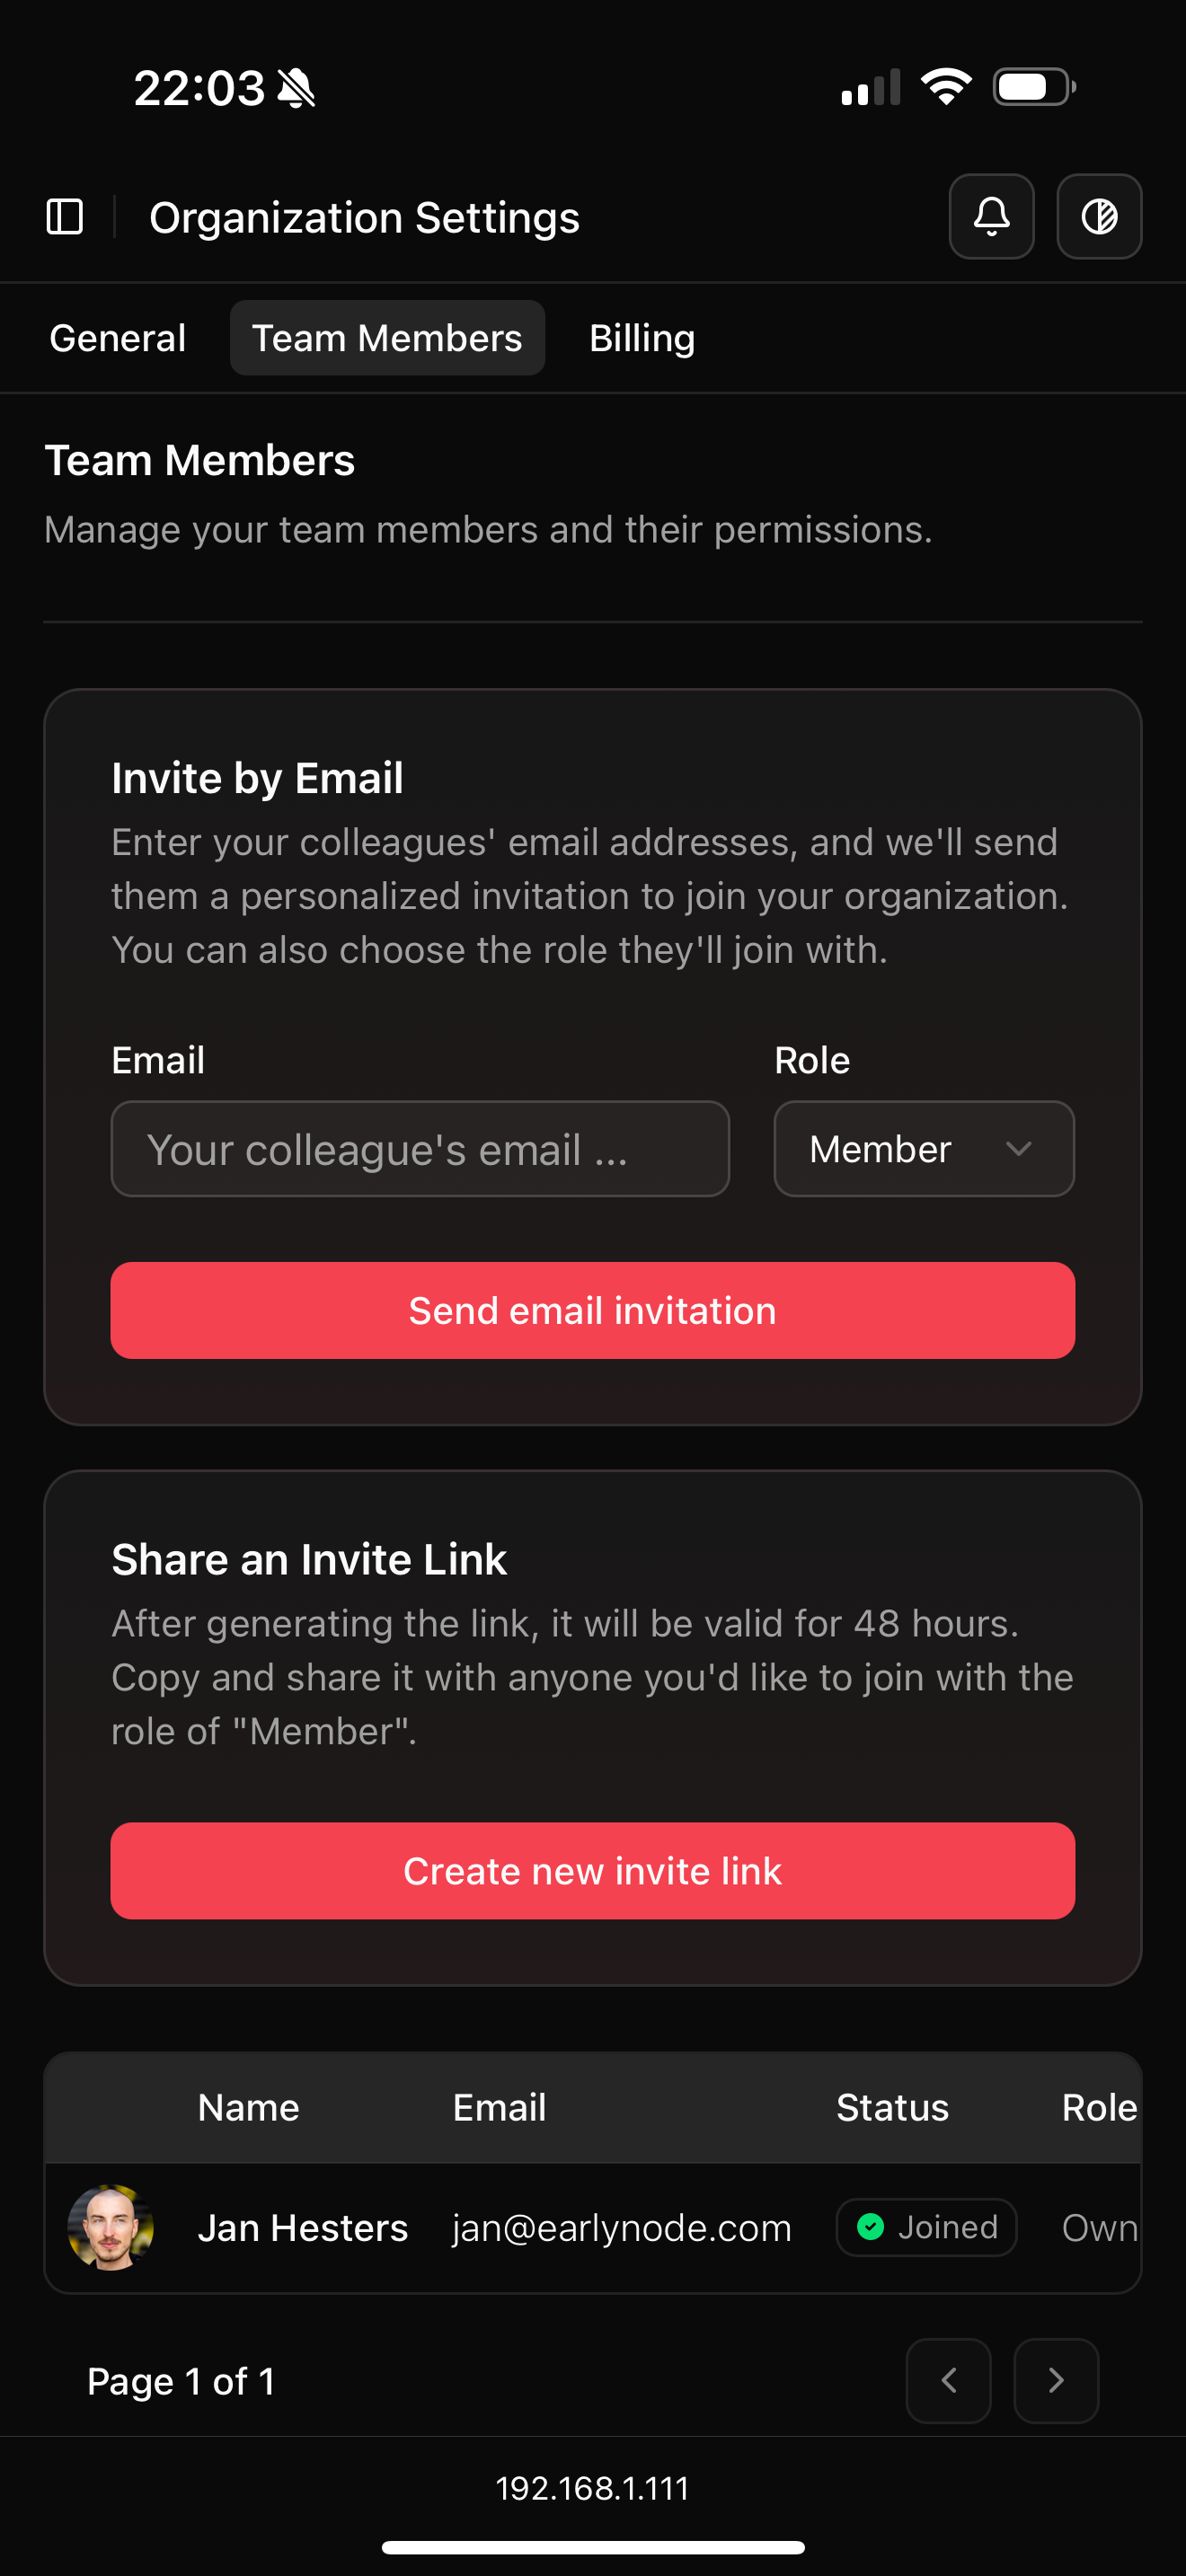 22:03
Organization Settings
General Team Members Billing
Team Members
Manage your team members and their permissions.
Invite by Email
Enter your colleagues' email addresses, and we'll send
them a personalized invitation to join your organization.
You can also choose the role they'll join with.
Email Role
Your colleague's email ... Member
Send email invitation
Share an Invite Link
After generating the link, it will be valid for 48 hours.
Copy and share it with anyone you'd like to join with the
role of "Member".
Create new invite link
Name Email Status Role
Jan Hesters jan@earlynode.com Joined Own
Page 1 of 1
192.168.1.111